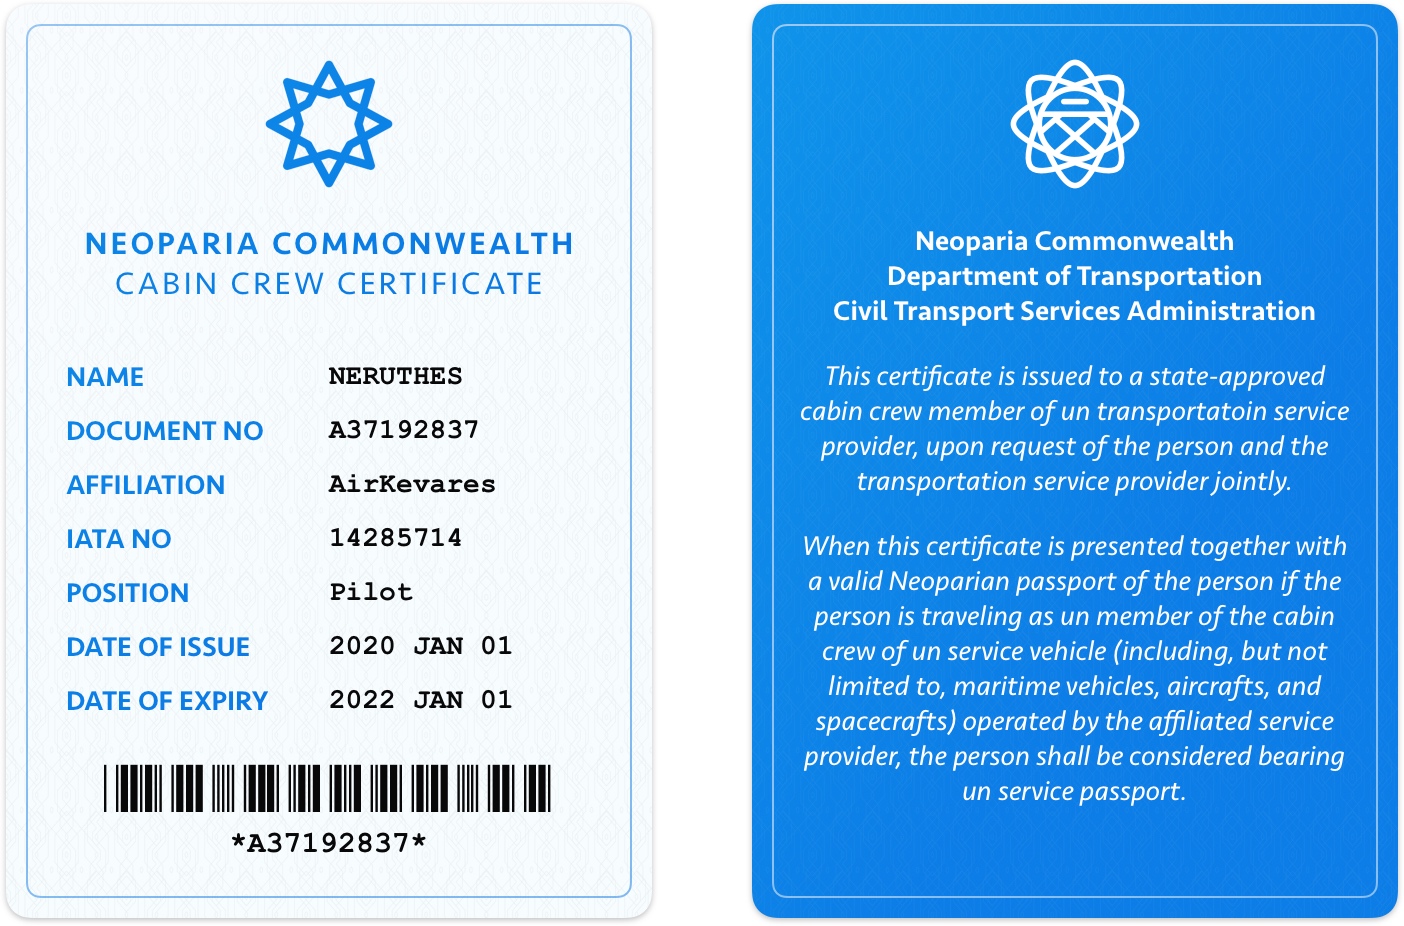 NEOPARIA COMMONWEALTH
CABIN CREW CERTIFICATE
NAME NERUTHES
DOCUMENT NO A37192837
AFFILIATION AirKevares
IATA NO 14285714
POSITION Pilot
DATE OF ISSUE 2020 JAN 01
DATE OF EXPIRY 2022 JAN 01
*A37192837*
Neoparia Commonwealth
Department of Transportation
Civil Transport Services Administration
This certificate is issued to a state-approved
cabin crew member of un transportatoin service
provider, upon request of the person and the
transportation service provider jointly.
When this certificate is presented together with
a valid Neoparian passport of the person if the
person is traveling as un member of the cabin
crew of un service vehicle (including, but not
limited to, maritime vehicles, aircrafts, and
spacecrafts) operated by the affiliated service
provider, the person shall be considered bearing
un service passport.